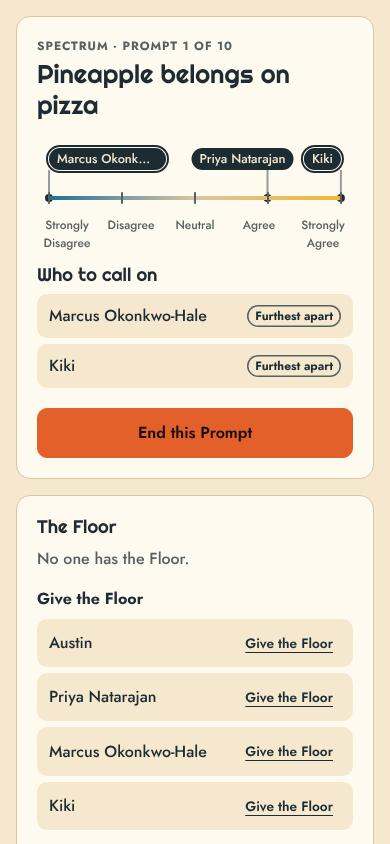 SPECTRUM · PROMPT 1 OF 10
Pineapple belongs on
pizza
Marcus Okonk… Priya Natarajan Kiki
Strongly Disagree Neutral Agree Strongly
Disagree Agree
Who to call on
Marcus Okonkwo-Hale Furthest apart
Kiki Furthest apart
End this Prompt
The Floor
No one has the Floor.
Give the Floor
Austin Give the Floor
Priya Natarajan Give the Floor
Marcus Okonkwo-Hale Give the Floor
Kiki Give the Floor